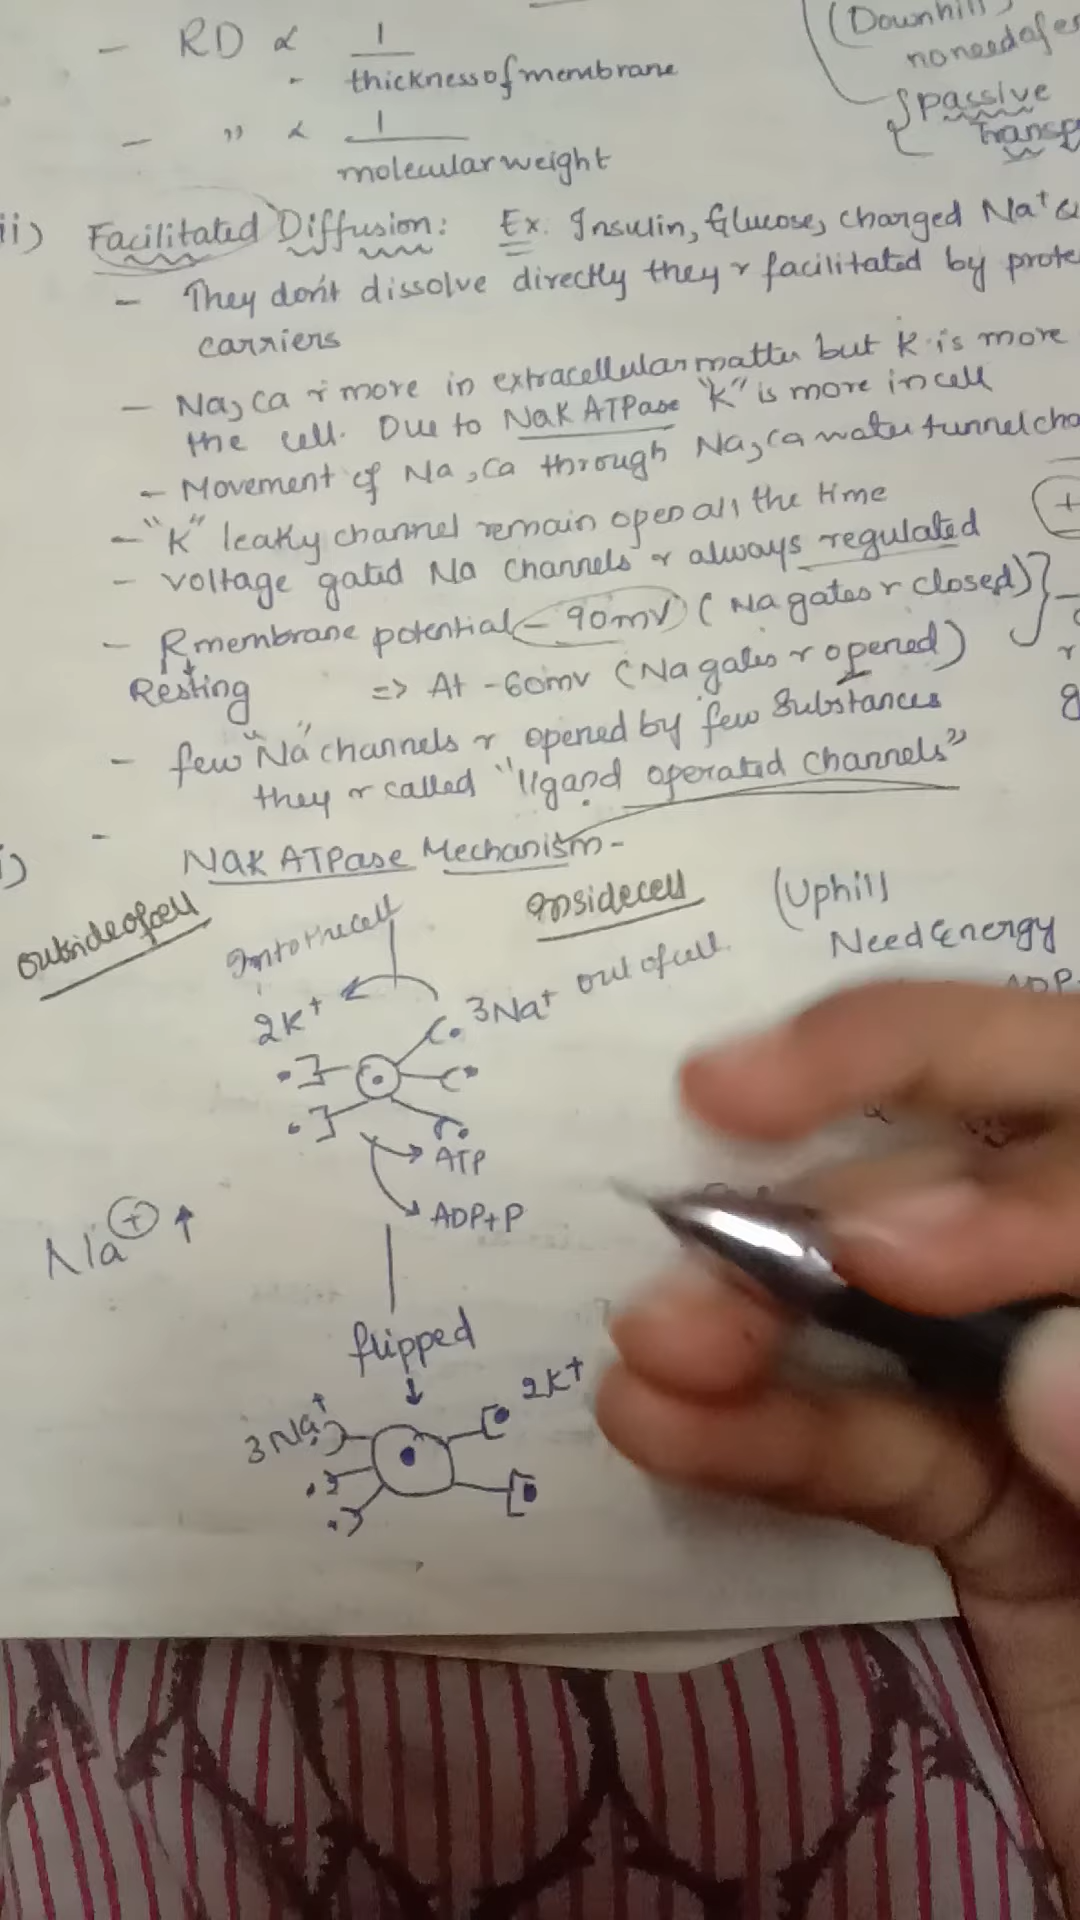 - RD ∝ 1
thickness of membrane
(Downhill)
no need of
{ passive
- " ∝ 1
molecular weight
ii) Facilitated Diffusion: Ex. Insulin, Glucose, charged Na+ &
- They don't dissolve directly they r facilitated by
carriers
- Na, Ca r more in extracellular matter but K is more
the cell. Due to NaK ATPase "K" is more in cell
- Movement of Na, Ca through Na, Ca water tunnel
- "K" leaky channel remain open all the time
+
- voltage gated Na channels r always regulated
- Rmembrane potential - 90mV (Na gates r closed) }
Resting => At -60mv (Na gates r opened)
- few "Na" channels r opened by few Substances
they r called "ligand operated channels"
-
i) NaK ATPase Mechanism -
outside of cell
Into the cell
Inside cell
(Uphill
Need Energy
2K+
3Na+ out of cell
ATP
ADP+P
Na+ ↑
flipped
↓
3Na+
2K+